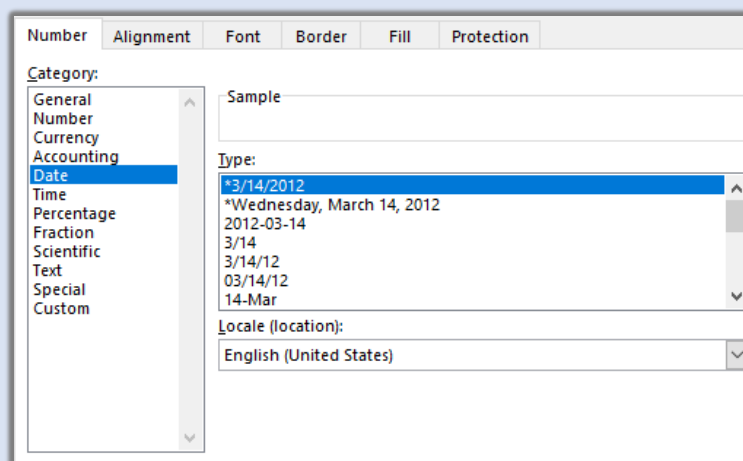 Number Alignment Font Border Fill Protection
Category:
General
Number
Currency
Accounting
Date
Time
Percentage
Fraction
Scientific
Text
Special
Custom
Sample
Type:
*3/14/2012
*Wednesday, March 14, 2012
2012-03-14
3/14
3/14/12
03/14/12
14-Mar
Locale (location):
English (United States)